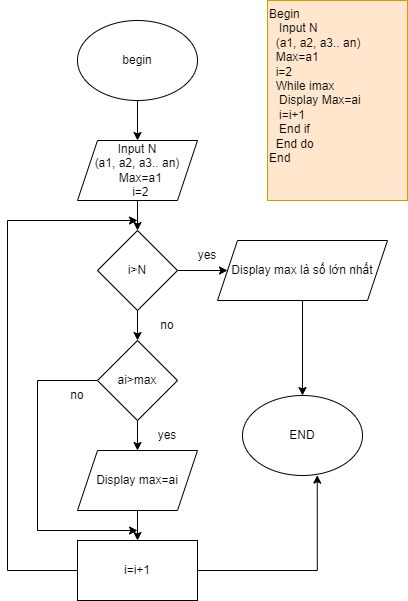 begin
Input N
(a1, a2, a3.. an)
Max=a1
i=2
i>N
yes
Display max là số lớn nhất
no
ai>max
no
yes
Display max=ai
END
i=i+1
Begin
Input N
(a1, a2, a3.. an)
Max=a1
i=2
While imax
Display Max=ai
i=i+1
End if
End do
End